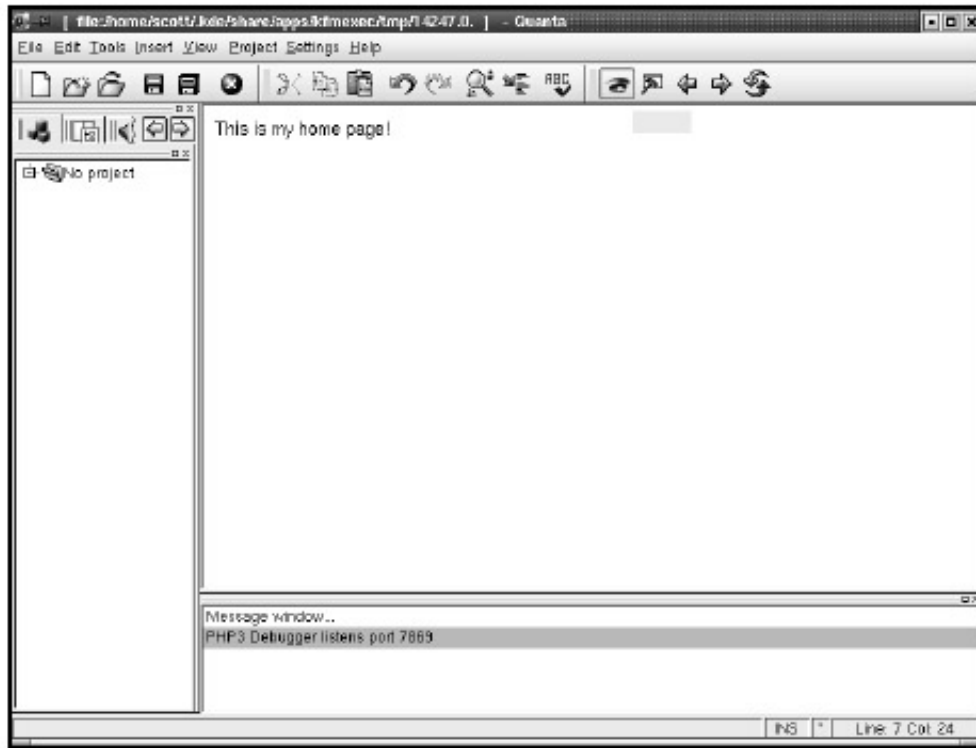 [ file:/home/scott/.kde/share/apps/kfmexec/tmp/14247.0. ] - Quanta
File Edit Tools Insert View Project Settings Help
ABC
This is my home page!
No project
Message window...
PHP3 Debugger listens port 7869
INS * Line: 7 Col: 24